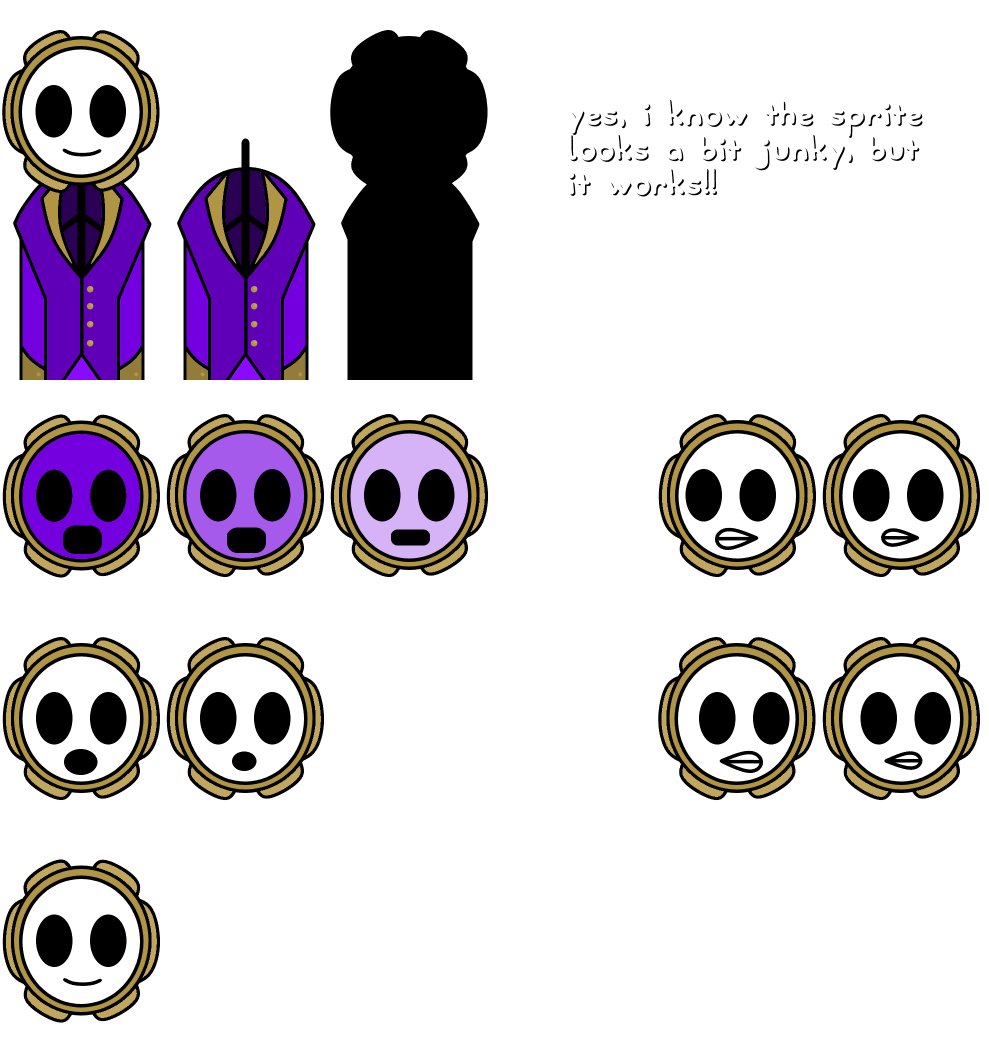 yes, i know the sprite
looks a bit junky, but
it works!!